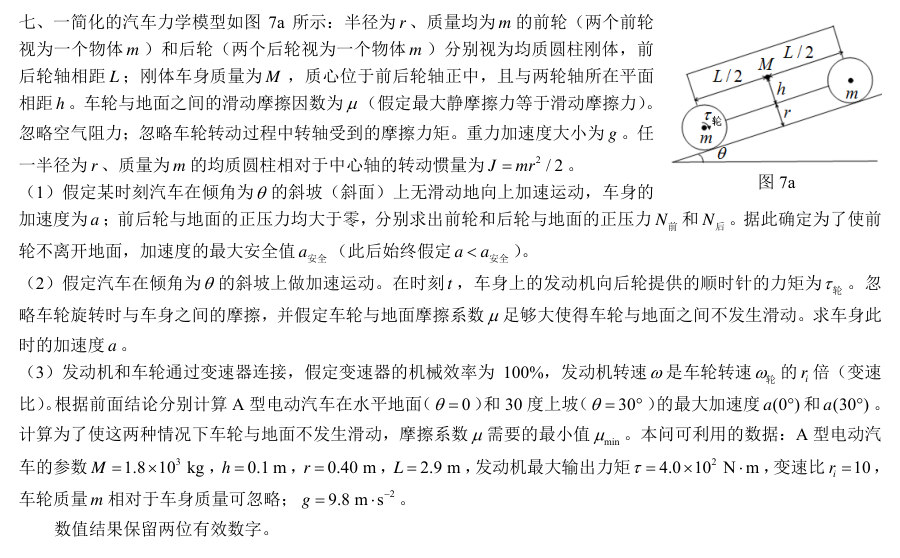 七、一简化的汽车力学模型如图 7a 所示：半径为 r、质量均为 m 的前轮（两个前轮
视为一个物体 m）和后轮（两个后轮视为一个物体 m）分别视为均质圆柱刚体，前
后轮轴相距 L；刚体车身质量为 M，质心位于前后轮轴正中，且与两轮轴所在平面
相距 h。车轮与地面之间的滑动摩擦因数为 μ（假定最大静摩擦力等于滑动摩擦力）。
忽略空气阻力；忽略车轮转动过程中转轴受到的摩擦力矩。重力加速度大小为 g。任
一半径为 r、质量为 m 的均质圆柱相对于中心轴的转动惯量为 J = mr² / 2。
L / 2
M
L / 2
h
r
m
τ轮
m
θ
图 7a
（1）假定某时刻汽车在倾角为 θ 的斜坡（斜面）上无滑动地向上加速运动，车身的
加速度为 a；前后轮与地面的正压力均大于零，分别求出前轮和后轮与地面的正压力 N前 和 N后。据此确定为了使前
轮不离开地面，加速度的最大安全值 a安全（此后始终假定 a < a安全）。
（2）假定汽车在倾角为 θ 的斜坡上做加速运动。在时刻 t，车身上的发动机向后轮提供的顺时针的力矩为 τ轮。忽
略车轮旋转时与车身之间的摩擦，并假定车轮与地面摩擦系数 μ 足够大使得车轮与地面之间不发生滑动。求车身此
时的加速度 a。
（3）发动机和车轮通过变速器连接，假定变速器的机械效率为 100%，发动机转速 ω 是车轮转速 ω轮 的 rᵢ 倍（变速
比）。根据前面结论分别计算 A 型电动汽车在水平地面（θ = 0）和 30 度上坡（θ = 30°）的最大加速度 a(0°) 和 a(30°)。
计算为了使这两种情况下车轮与地面不发生滑动，摩擦系数 μ 需要的最小值 μmin。本问可利用的数据：A 型电动汽
车的参数 M = 1.8×10³ kg，h = 0.1 m，r = 0.40 m，L = 2.9 m，发动机最大输出力矩 τ = 4.0×10² N·m，变速比 rᵢ = 10，
车轮质量 m 相对于车身质量可忽略；g = 9.8 m·s⁻²。
数值结果保留两位有效数字。